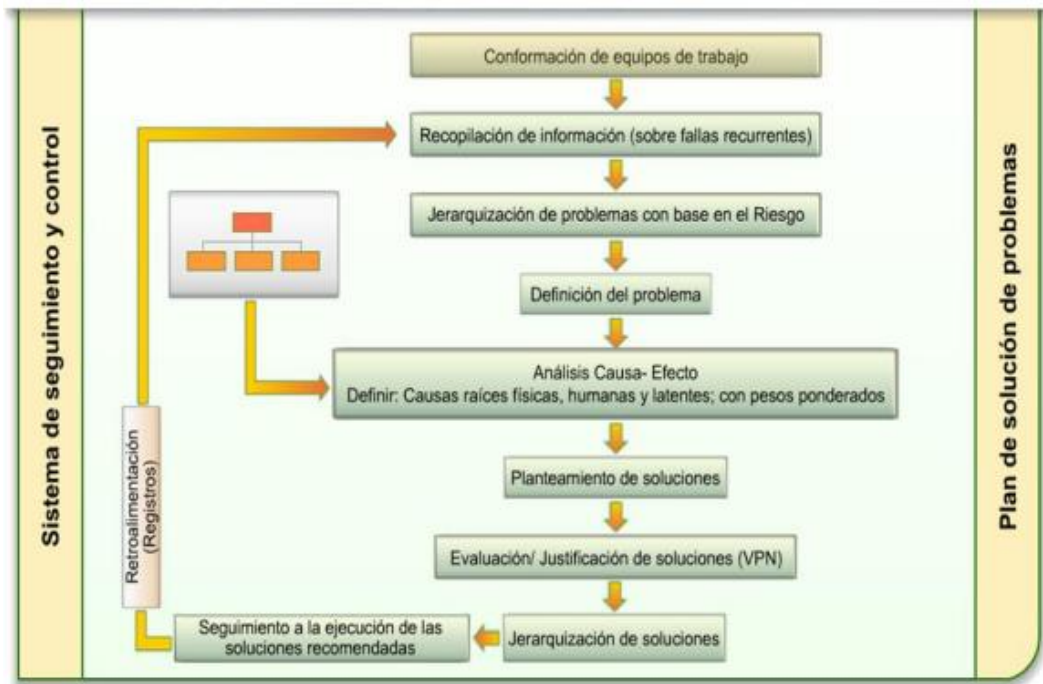 Sistema de seguimiento y control
Conformación de equipos de trabajo
Recopilación de información (sobre fallas recurrentes)
Jerarquización de problemas con base en el Riesgo
Definición del problema
Análisis Causa- Efecto
Definir: Causas raíces físicas, humanas y latentes; con pesos ponderados
Planteamiento de soluciones
Evaluación/ Justificación de soluciones (VPN)
Jerarquización de soluciones
Seguimiento a la ejecución de las
soluciones recomendadas
Retroalimentación
(Registros)
Plan de solución de problemas